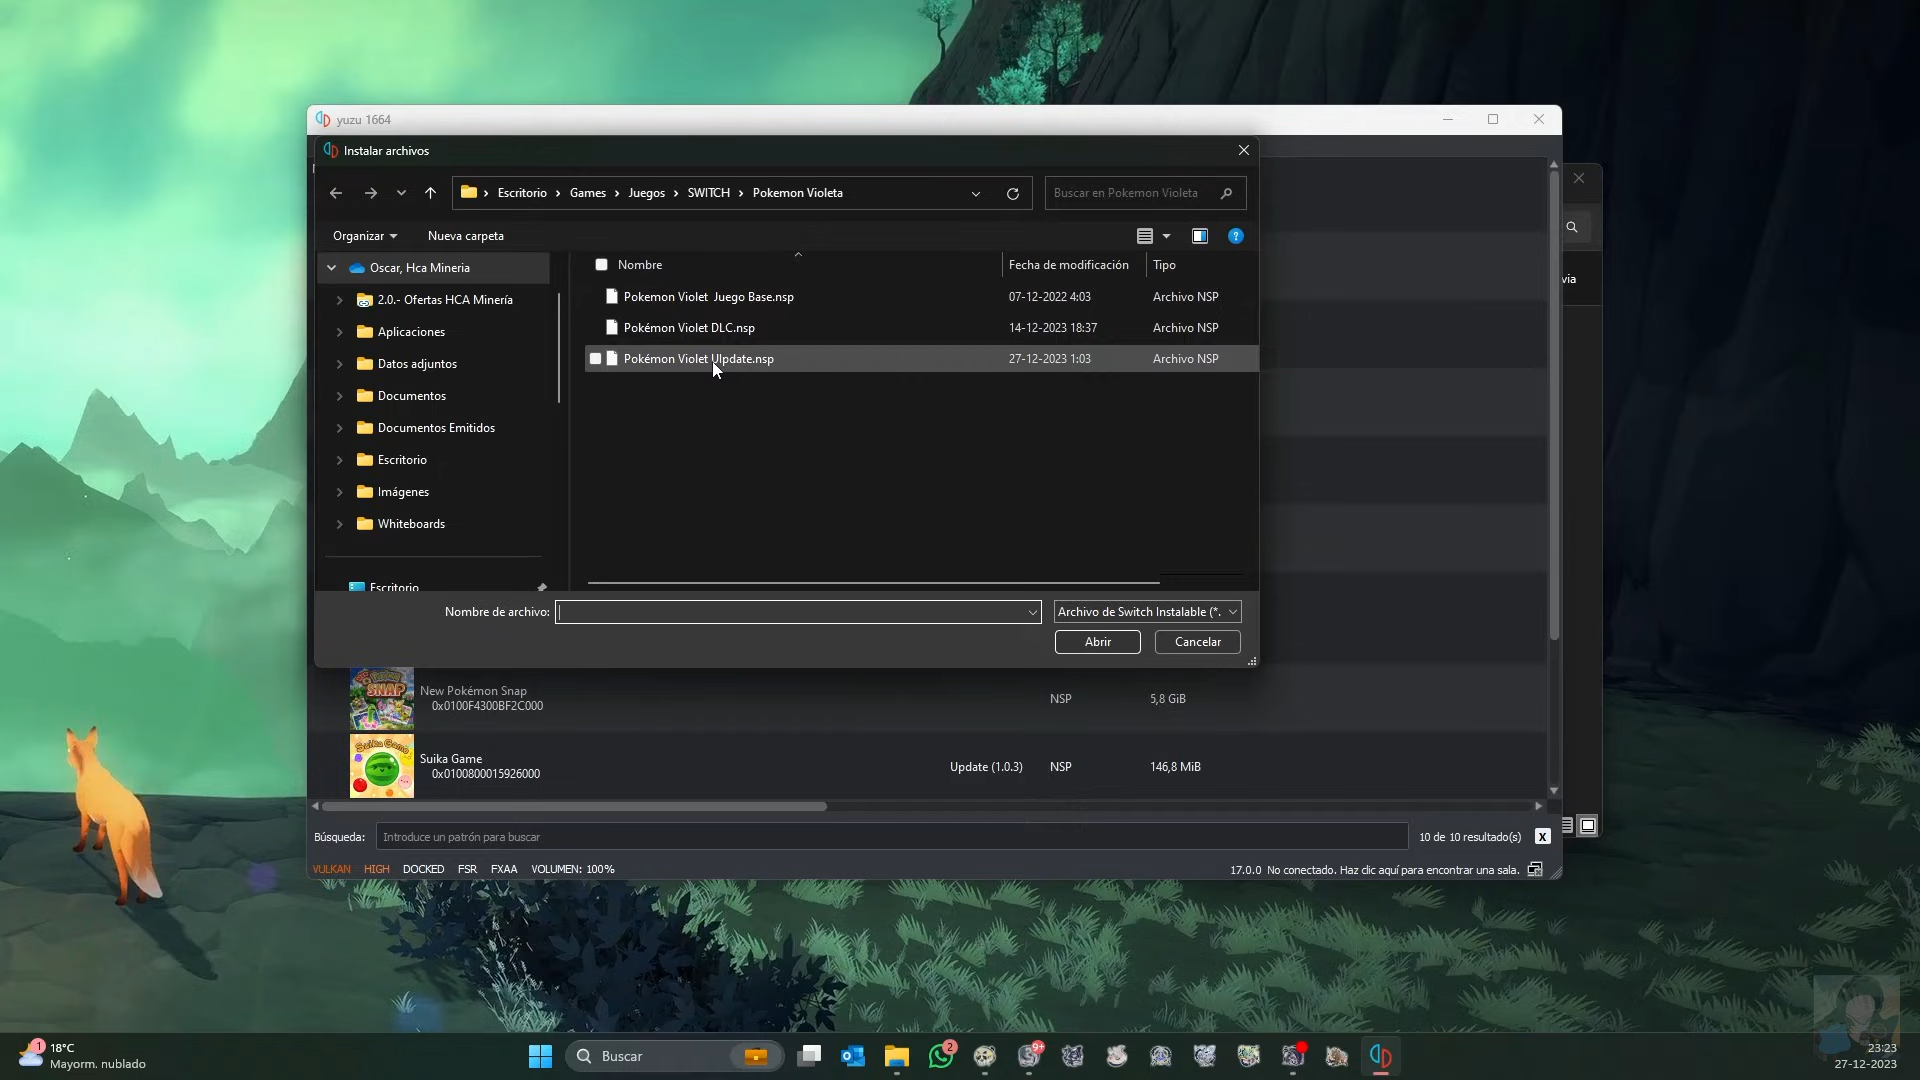 yuzu 1664
Instalar archivos
Escritorio
Games
Juegos
SWITCH
Pokemon Violeta
Buscar en Pokemon Violeta
Organizar
Nueva carpeta
?
Oscar, Hca Mineria
2.0.- Ofertas HCA Minería
Aplicaciones
Datos adjuntos
Documentos
Documentos Emitidos
Escritorio
Imágenes
Whiteboards
Escritorio
Nombre
Fecha de modificación
Tipo
Pokemon Violet Juego Base.nsp
07-12-2022 4:03
Archivo NSP
Pokémon Violet DLC.nsp
14-12-2023 18:37
Archivo NSP
Pokémon Violet Ulpdate.nsp
27-12-2023 1:03
Archivo NSP
via
Nombre de archivo:
Archivo de Switch Instalable (*.
Abrir
Cancelar
SNAP
New Pokémon Snap
0x0100F4300BF2C000
NSP
5,8 GiB
Suika Game
Suika Game
0x0100800015926000
Update (1.0.3)
NSP
146,8 MiB
Búsqueda:
Introduce un patrón para buscar
10 de 10 resultado(s)
X
VULKAN
HIGH
DOCKED
FSR
FXAA
VOLUMEN: 100%
17.0.0
No conectado. Haz clic aquí para encontrar una sala.
1
18°C
Mayorm. nublado
Buscar
2
9+
23:23
27-12-2023